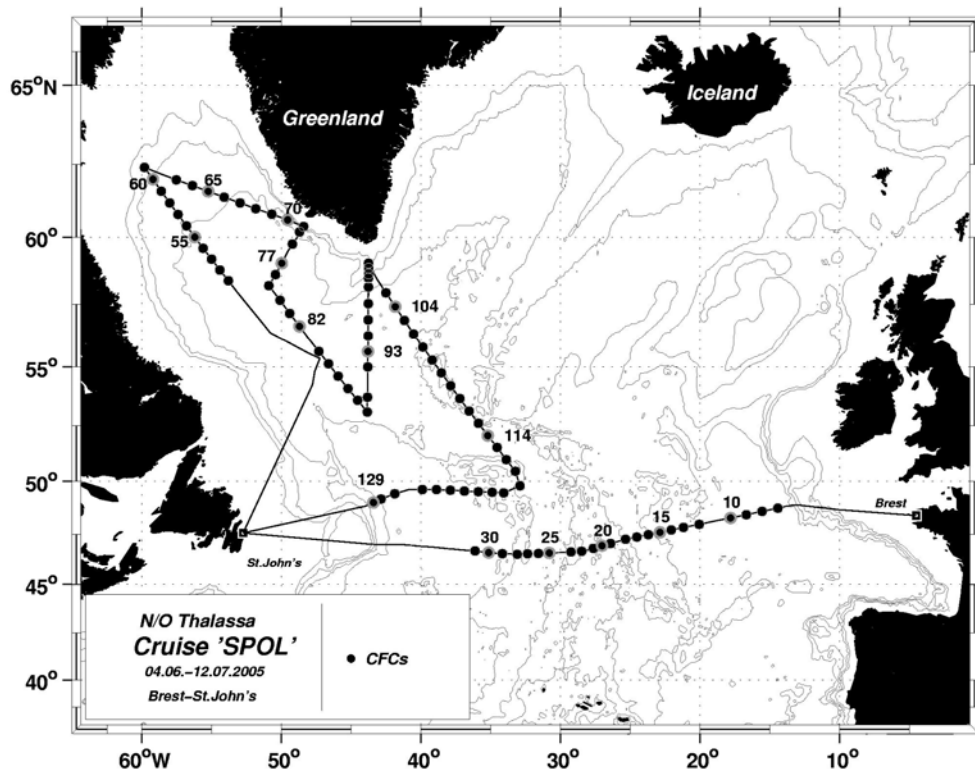 65°N
60°
55°
50°
45°
40°
60°W
50°
40°
30°
20°
10°
Greenland
Iceland
60
65
70
55
77
104
82
93
114
129
10
Brest
15
20
25
30
St.John's
N/O Thalassa
Cruise 'SPOL'
04.06.–12.07.2005
Brest–St.John's
CFCs